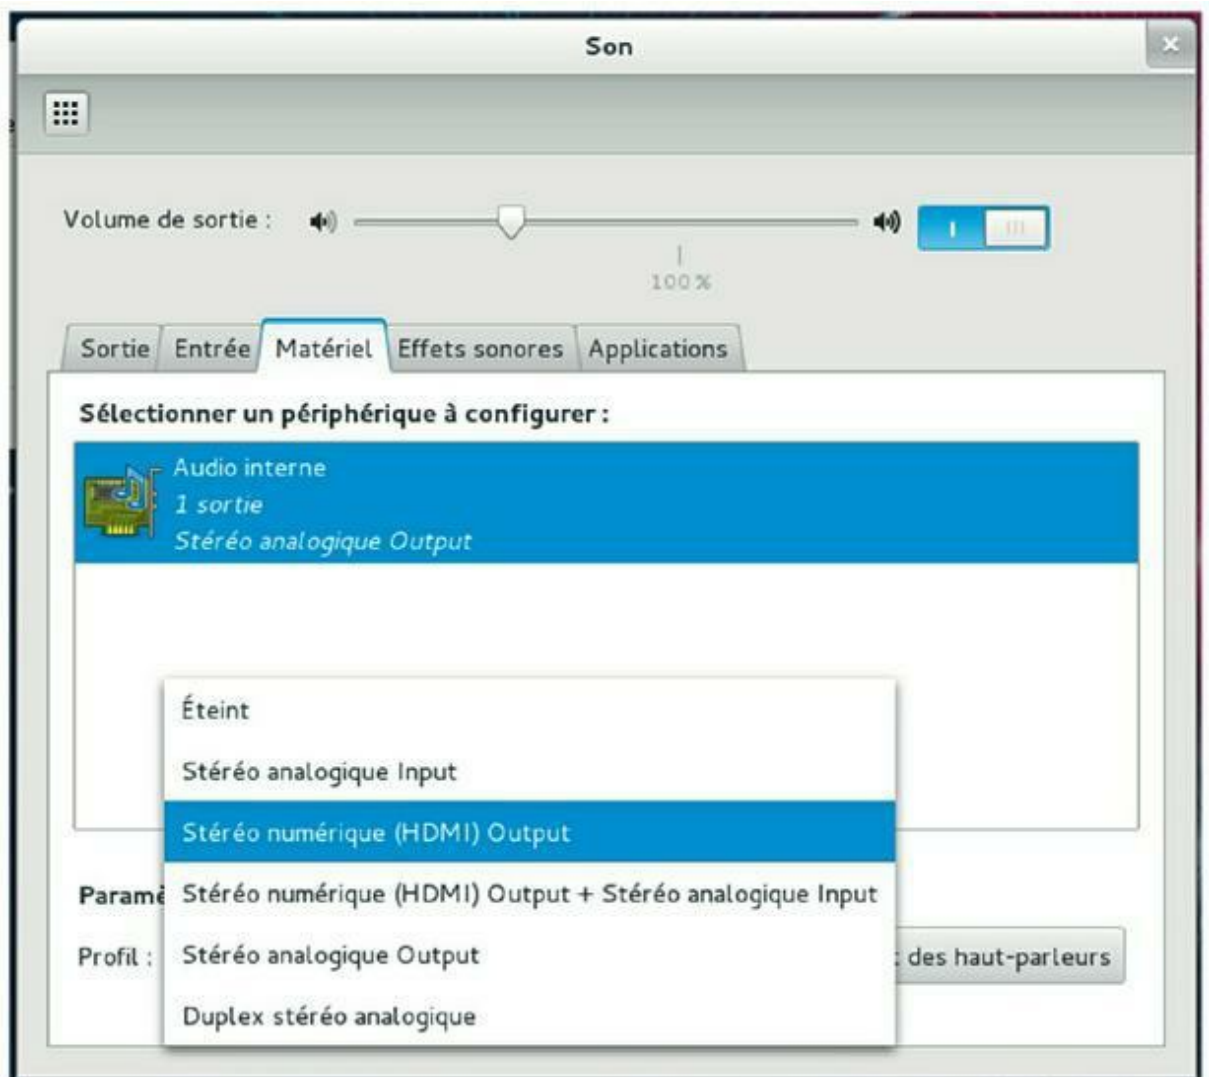 Son
Volume de sortie :
100 %
Sortie Entrée Matériel Effets sonores Applications
Sélectionner un périphérique à configurer :
Audio interne
1 sortie
Stéréo analogique Output
Éteint
Stéréo analogique Input
Stéréo numérique (HDMI) Output
Stéréo numérique (HDMI) Output + Stéréo analogique Input
Profil : Stéréo analogique Output des haut-parleurs
Duplex stéréo analogique